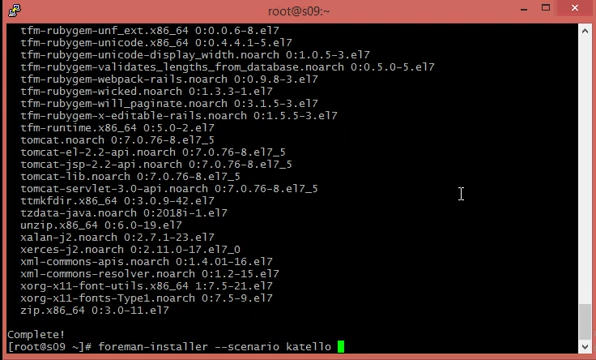 root@s09:~
tfm-rubygem-unf_ext.x86_64 0:0.0.6-8.el7
tfm-rubygem-unicode.x86_64 0:0.4.4.1-5.el7
tfm-rubygem-unicode-display_width.noarch 0:1.0.5-3.el7
tfm-rubygem-validates_lengths_from_database.noarch 0:0.5.0-5.el7
tfm-rubygem-webpack-rails.noarch 0:0.9.8-3.el7
tfm-rubygem-wicked.noarch 0:1.3.3-1.el7
tfm-rubygem-will_paginate.noarch 0:3.1.5-3.el7
tfm-rubygem-x-editable-rails.noarch 0:1.5.5-3.el7
tfm-runtime.x86_64 0:5.0-2.el7
tomcat.noarch 0:7.0.76-8.el7_5
tomcat-el-2.2-api.noarch 0:7.0.76-8.el7_5
tomcat-jsp-2.2-api.noarch 0:7.0.76-8.el7_5
tomcat-lib.noarch 0:7.0.76-8.el7_5
tomcat-servlet-3.0-api.noarch 0:7.0.76-8.el7_5
ttmkfdir.x86_64 0:3.0.9-42.el7
tzdata-java.noarch 0:2018i-1.el7
unzip.x86_64 0:6.0-19.el7
xalan-j2.noarch 0:2.7.1-23.el7
xerces-j2.noarch 0:2.11.0-17.el7_0
xml-commons-apis.noarch 0:1.4.01-16.el7
xml-commons-resolver.noarch 0:1.2-15.el7
xorg-x11-font-utils.x86_64 1:7.5-21.el7
xorg-x11-fonts-Type1.noarch 0:7.5-9.el7
zip.x86_64 0:3.0-11.el7
Complete!
[root@s09 ~]# foreman-installer --scenario katello